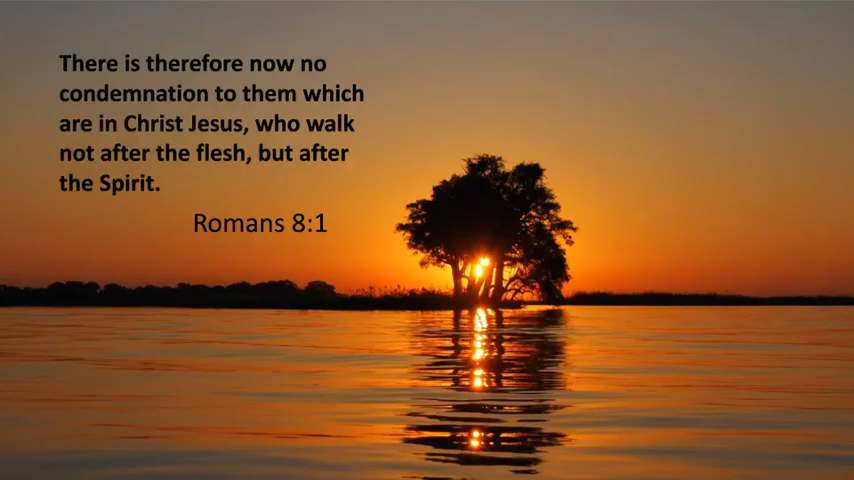 There is therefore now no
condemnation to them which
are in Christ Jesus, who walk
not after the flesh, but after
the Spirit.
Romans 8:1